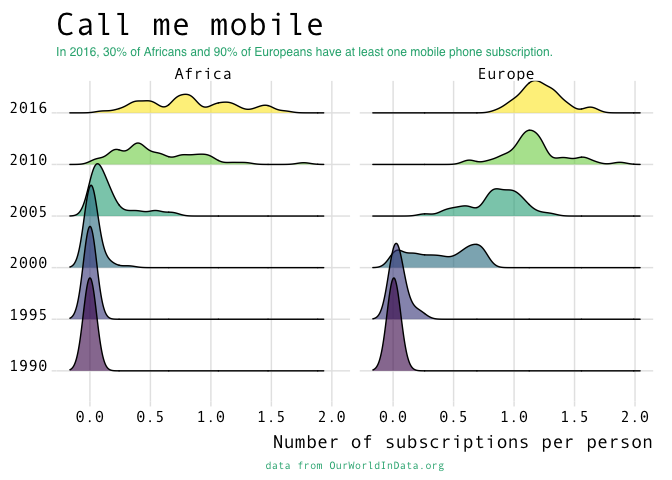 Call me mobile
In 2016, 30% of Africans and 90% of Europeans have at least one mobile phone subscription.
Africa
Europe
2016
2010
2005
2000
1995
1990
0.0 0.5 1.0 1.5 2.0
0.0 0.5 1.0 1.5 2.0
Number of subscriptions per person
data from OurWorldInData.org